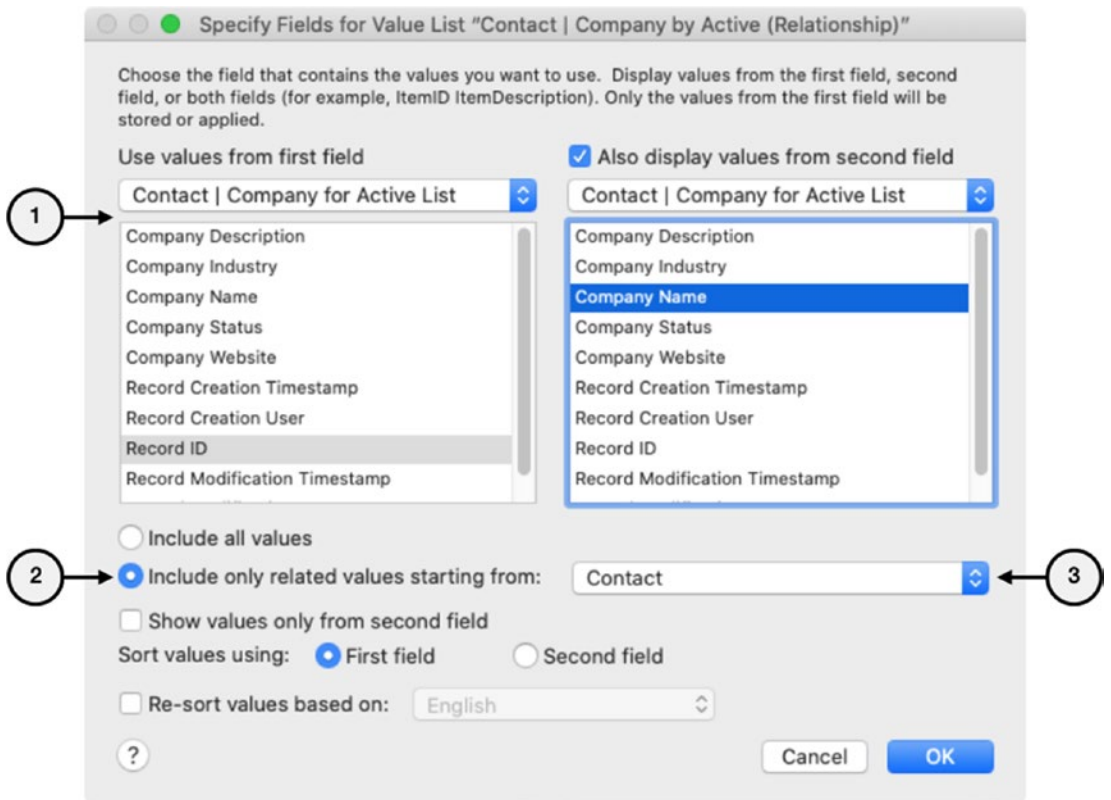 Specify Fields for Value List “Contact | Company by Active (Relationship)”
Choose the field that contains the values you want to use. Display values from the first field, second
field, or both fields (for example, ItemID ItemDescription). Only the values from the first field will be
stored or applied.
Use values from first field
Also display values from second field
Contact | Company for Active List
Contact | Company for Active List
1
Company Description
Company Industry
Company Name
Company Status
Company Website
Record Creation Timestamp
Record Creation User
Record ID
Record Modification Timestamp
Company Description
Company Industry
Company Name
Company Status
Company Website
Record Creation Timestamp
Record Creation User
Record ID
Record Modification Timestamp
Include all values
2
Include only related values starting from:
Contact
3
Show values only from second field
Sort values using:
First field
Second field
Re-sort values based on:
English
?
Cancel
OK